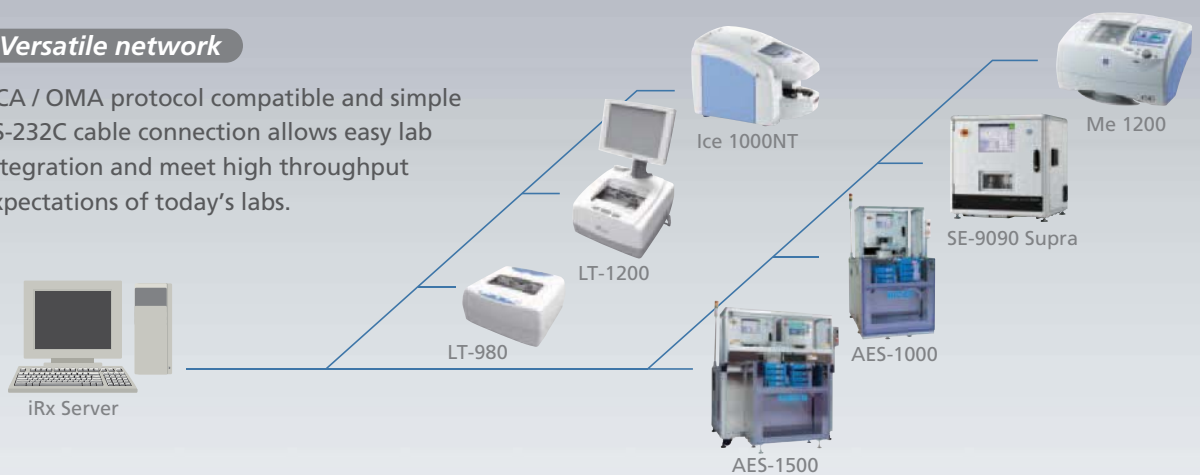 Versatile network
CA / OMA protocol compatible and simple
S-232C cable connection allows easy lab
tegration and meet high throughput
xpectations of today's labs.
Ice 1000NT
Me 1200
SE-9090 Supra
LT-1200
LT-980
AES-1000
iRx Server
AES-1500